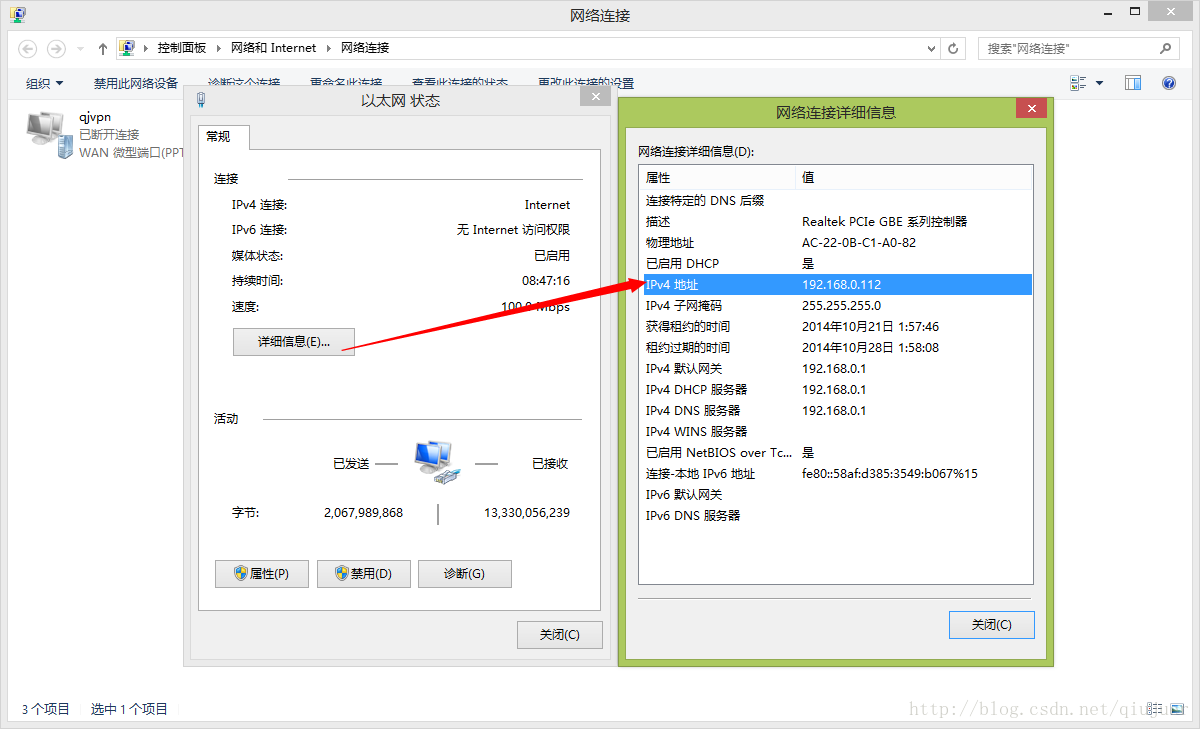 网络连接
控制面板 网络和 Internet 网络连接
搜索"网络连接"
组织 禁用此网络设备 诊断这个连接 重命名此连接 查看此连接的状态 更改此连接的设置
qjvpn
已断开连接
WAN 微型端口(PPT
以太网 状态
常规
连接
IPv4 连接: Internet
IPv6 连接: 无 Internet 访问权限
媒体状态: 已启用
持续时间: 08:47:16
速度: 100.0 Mbps
详细信息(E)...
活动
已发送 已接收
字节: 2,067,989,868 13,330,056,239
属性(P) 禁用(D) 诊断(G)
关闭(C)
网络连接详细信息
网络连接详细信息(D):
属性 值
连接特定的 DNS 后缀
描述 Realtek PCIe GBE 系列控制器
物理地址 AC-22-0B-C1-A0-82
已启用 DHCP 是
IPv4 地址 192.168.0.112
IPv4 子网掩码 255.255.255.0
获得租约的时间 2014年10月21日 1:57:46
租约过期的时间 2014年10月28日 1:58:08
IPv4 默认网关 192.168.0.1
IPv4 DHCP 服务器 192.168.0.1
IPv4 DNS 服务器 192.168.0.1
IPv4 WINS 服务器
已启用 NetBIOS over Tc... 是
连接-本地 IPv6 地址 fe80::58af:d385:3549:b067%15
IPv6 默认网关
IPv6 DNS 服务器
关闭(C)
3 个项目 选中 1 个项目